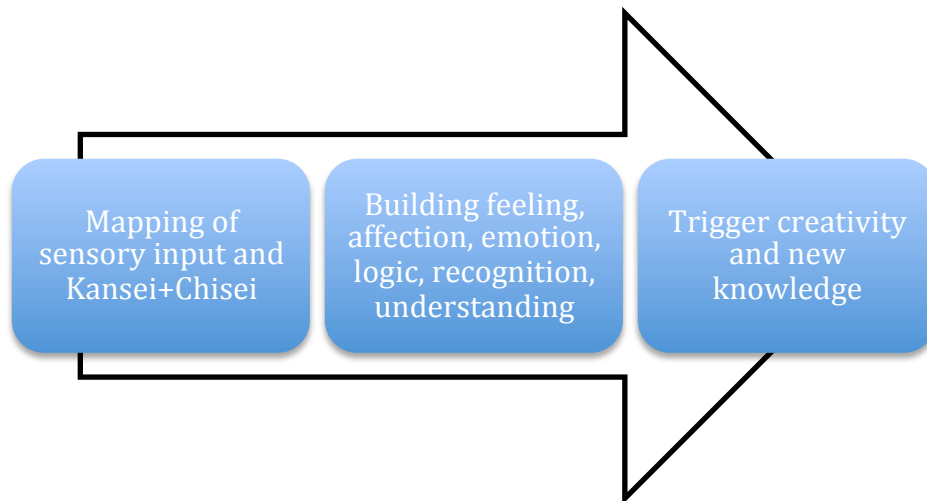 Mapping of
sensory input and
Kansei+Chisei
Building feeling,
affection, emotion,
logic, recognition,
understanding
Trigger creativity
and new
knowledge